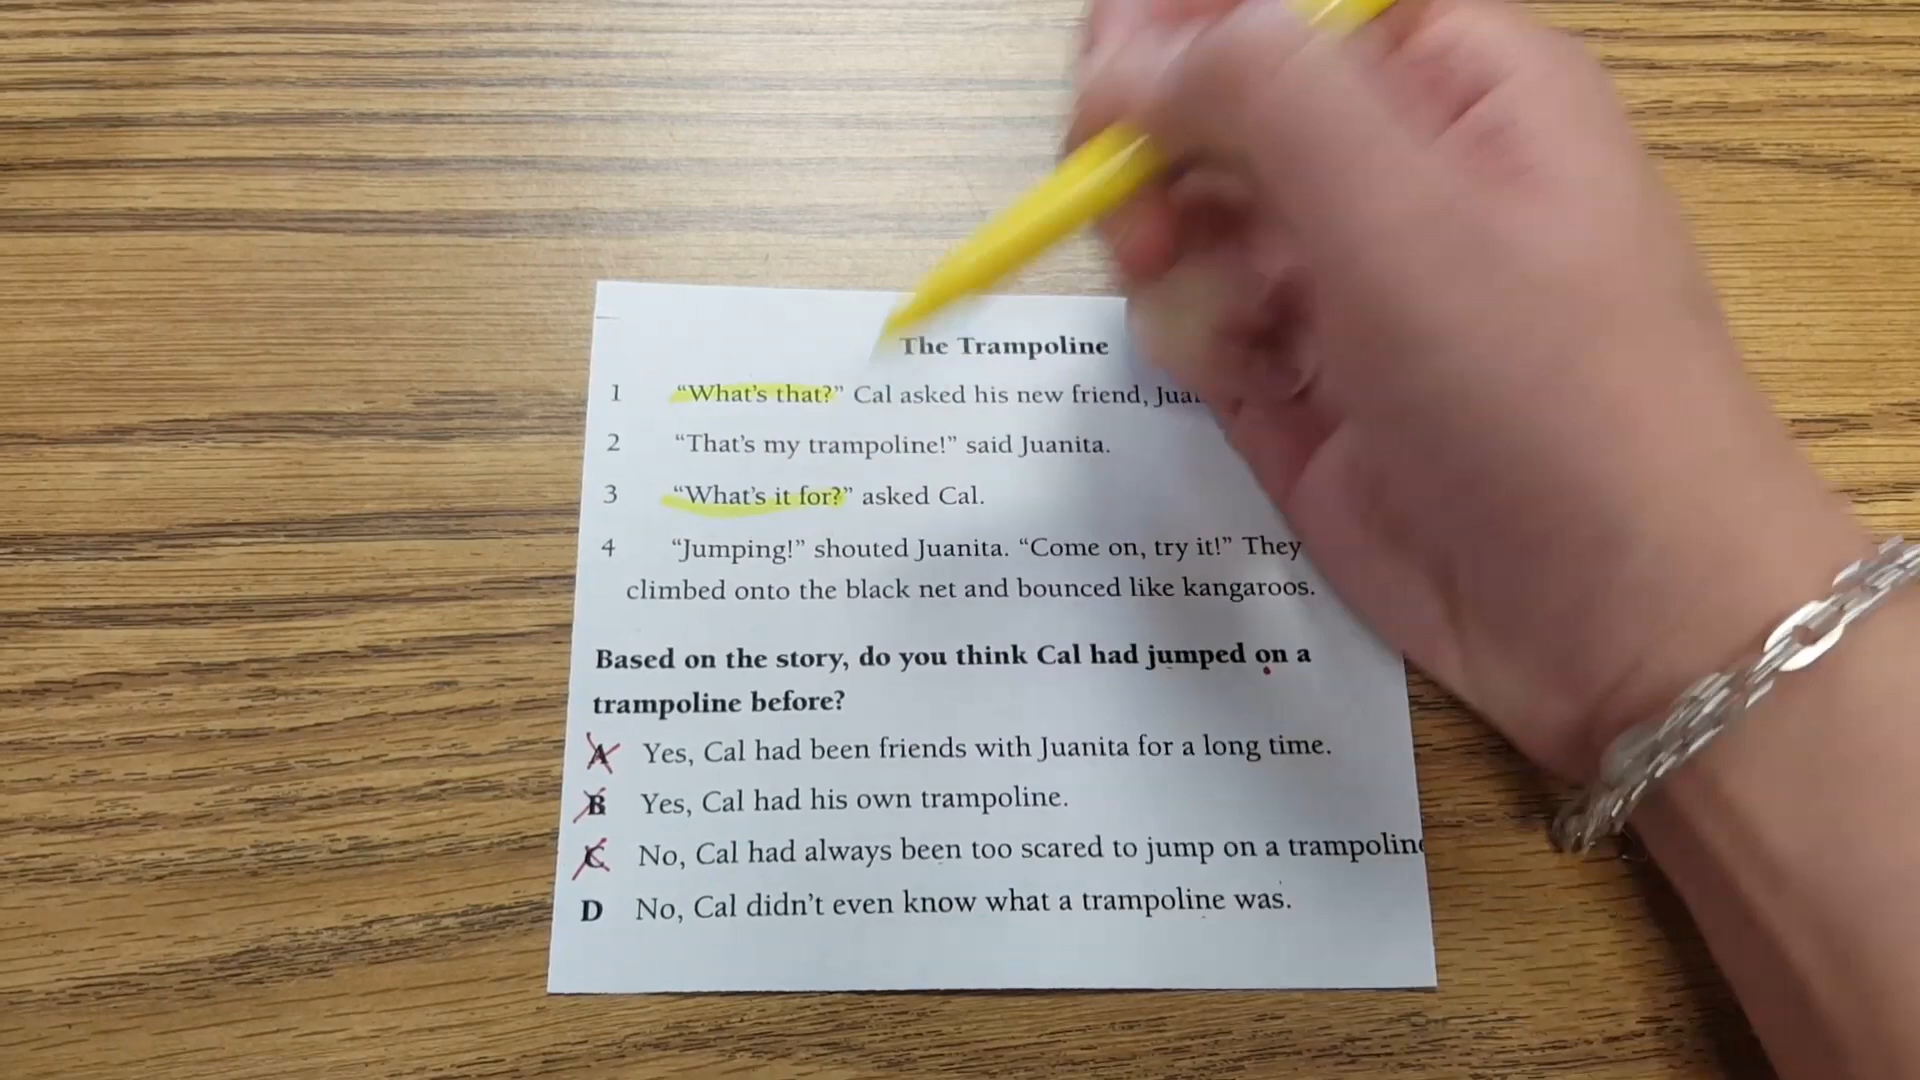 The Trampoline
1 “What’s that?” Cal asked his new friend,
2 “That’s my trampoline!” said Juanita.
3 “What’s it for?” asked Cal.
4 “Jumping!” shouted Juanita. “Come on, try it!” They
climbed onto the black net and bounced like kangaroos.
Based on the story, do you think Cal had jumped on a
trampoline before?
A Yes, Cal had been friends with Juanita for a long time.
B Yes, Cal had his own trampoline.
C No, Cal had always been too scared to jump on a trampoline
D No, Cal didn’t even know what a trampoline was.